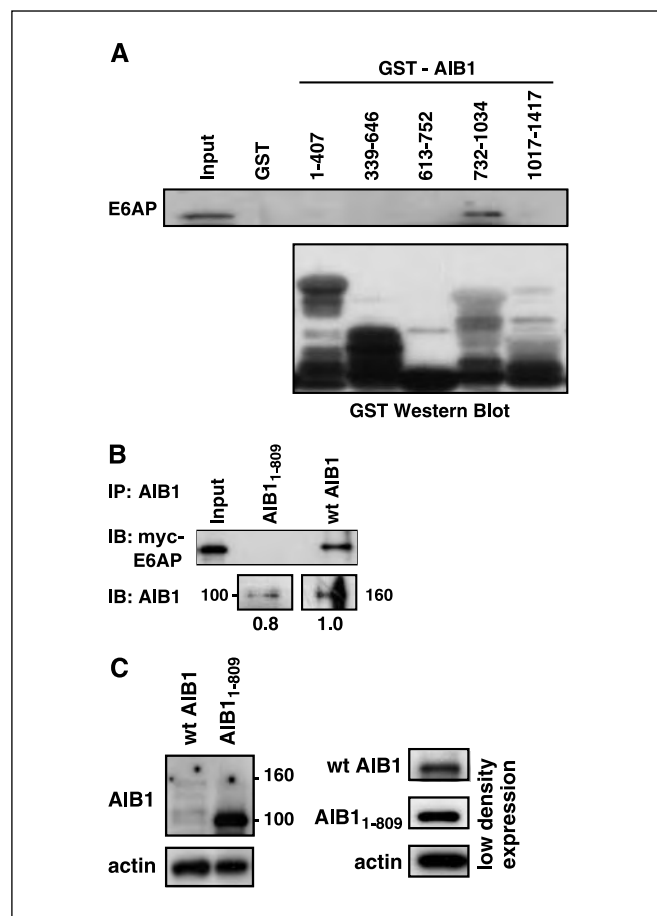 A
GST - AIB1
Input
GST
1-407
339-646
613-752
732-1034
1017-1417
E6AP
GST Western Blot
B
IP: AIB1
Input
AIB1₁₋₈₀₉
wt AIB1
IB: myc-
E6AP
IB: AIB1
100
160
0.8
1.0
C
wt AIB1
AIB1₁₋₈₀₉
AIB1
160
100
actin
wt AIB1
AIB1₁₋₈₀₉
actin
low density
expression